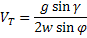 V_T = \frac{g \sin \gamma}{2w \sin \varphi}